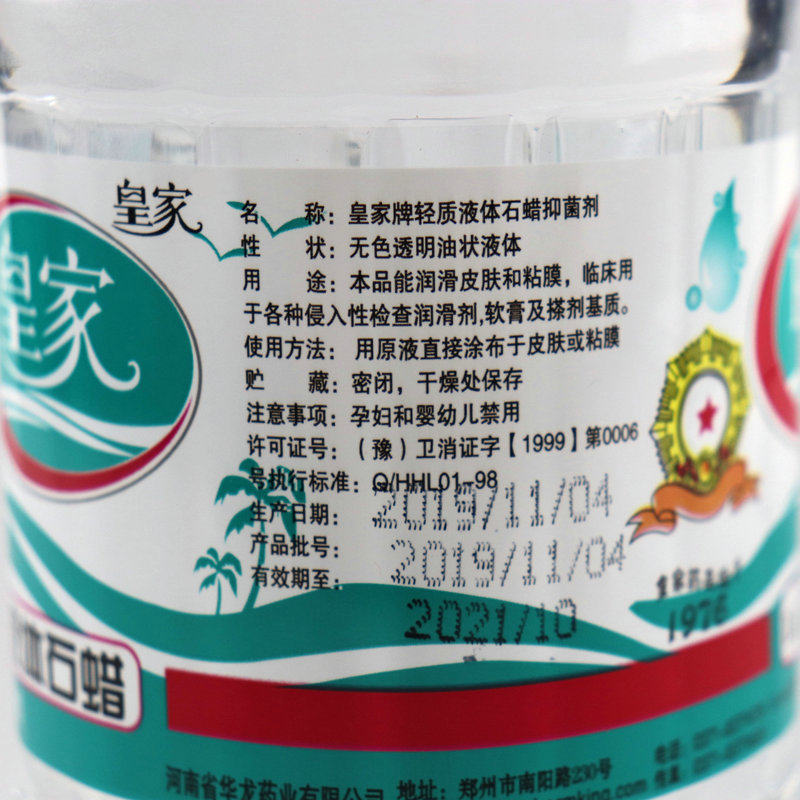 皇家
皇家
名 称：皇家牌轻质液体石蜡抑菌剂
性 状：无色透明油状液体
用 途：本品能润滑皮肤和粘膜，临床用
于各种侵入性检查润滑剂，软膏及搽剂基质。
使用方法： 用原液直接涂布于皮肤或粘膜
贮 藏：密闭，干燥处保存
注意事项：孕妇和婴幼儿禁用
许可证号：（豫）卫消证字【1999】第0006
号执行标准：Q/HHL01-98
生产日期： 2019/11/04
产品批号： 2019/11/04
有效期至： 2021/10
1976
体石蜡
河南省华龙药业有限公司 地址：郑州市南阳路230号
电话：